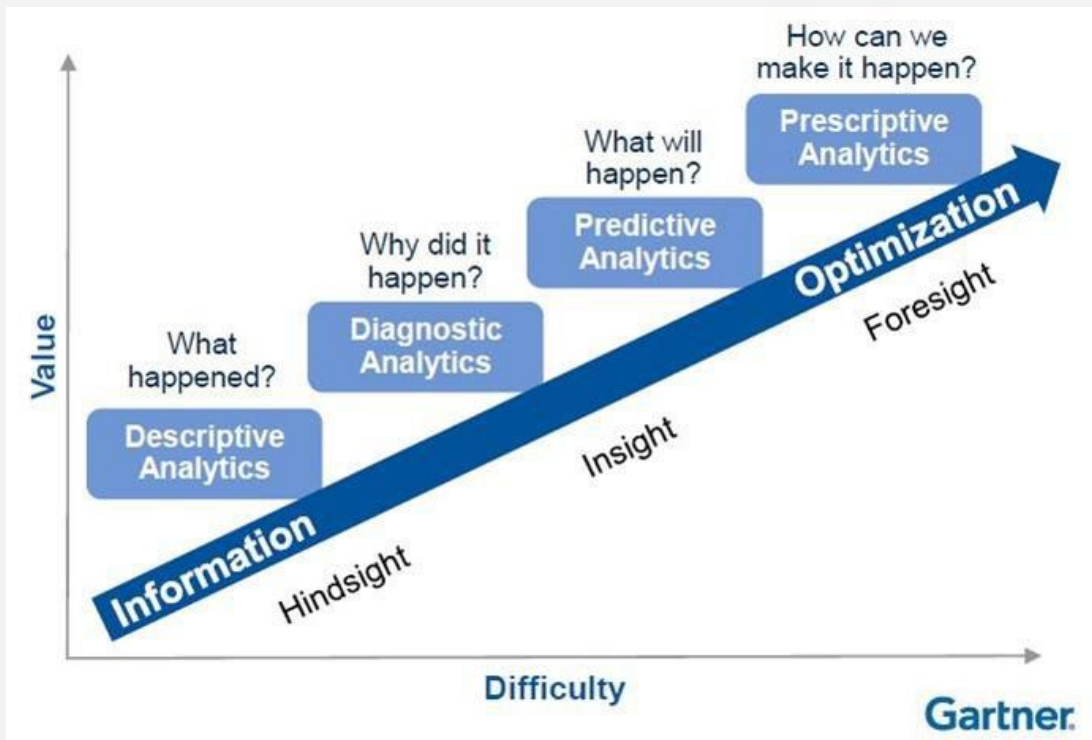 How can we
make it happen?
Prescriptive
Analytics
What will
happen?
Predictive
Analytics
Why did it
happen?
Diagnostic
Analytics
What
happened?
Descriptive
Analytics
Value
Information
Optimization
Hindsight
Insight
Foresight
Difficulty
Gartner.